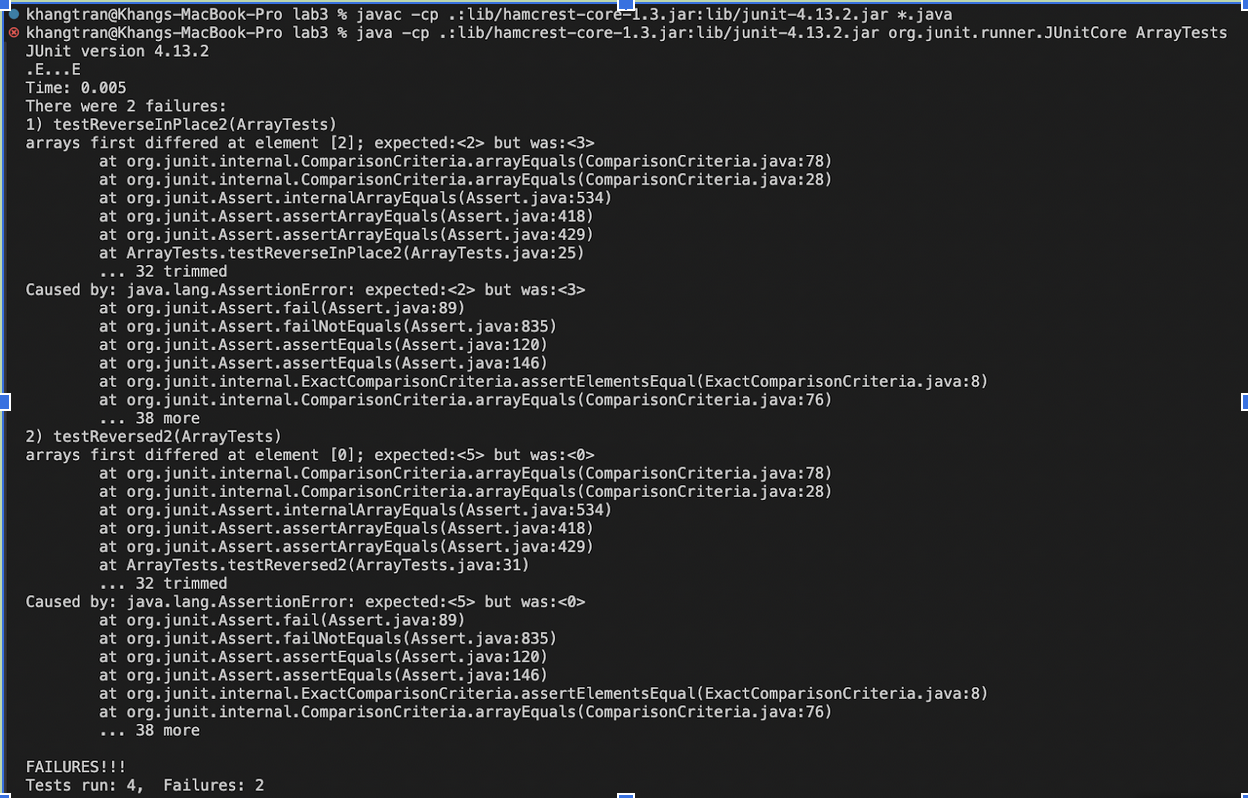 khangtran@Khangs-MacBook-Pro lab3 % javac -cp .:lib/hamcrest-core-1.3.jar:lib/junit-4.13.2.jar *.java
khangtran@Khangs-MacBook-Pro lab3 % java -cp .:lib/hamcrest-core-1.3.jar:lib/junit-4.13.2.jar org.junit.runner.JUnitCore ArrayTests
JUnit version 4.13.2
.E...E
Time: 0.005
There were 2 failures:
1) testReverseInPlace2(ArrayTests)
arrays first differed at element [2]; expected:<2> but was:<3>
        at org.junit.internal.ComparisonCriteria.arrayEquals(ComparisonCriteria.java:78)
        at org.junit.internal.ComparisonCriteria.arrayEquals(ComparisonCriteria.java:28)
        at org.junit.Assert.internalArrayEquals(Assert.java:534)
        at org.junit.Assert.assertArrayEquals(Assert.java:418)
        at org.junit.Assert.assertArrayEquals(Assert.java:429)
        at ArrayTests.testReverseInPlace2(ArrayTests.java:25)
        ... 32 trimmed
Caused by: java.lang.AssertionError: expected:<2> but was:<3>
        at org.junit.Assert.fail(Assert.java:89)
        at org.junit.Assert.failNotEquals(Assert.java:835)
        at org.junit.Assert.assertEquals(Assert.java:120)
        at org.junit.Assert.assertEquals(Assert.java:146)
        at org.junit.internal.ExactComparisonCriteria.assertElementsEqual(ExactComparisonCriteria.java:8)
        at org.junit.internal.ComparisonCriteria.arrayEquals(ComparisonCriteria.java:76)
        ... 38 more
2) testReversed2(ArrayTests)
arrays first differed at element [0]; expected:<5> but was:<0>
        at org.junit.internal.ComparisonCriteria.arrayEquals(ComparisonCriteria.java:78)
        at org.junit.internal.ComparisonCriteria.arrayEquals(ComparisonCriteria.java:28)
        at org.junit.Assert.internalArrayEquals(Assert.java:534)
        at org.junit.Assert.assertArrayEquals(Assert.java:418)
        at org.junit.Assert.assertArrayEquals(Assert.java:429)
        at ArrayTests.testReversed2(ArrayTests.java:31)
        ... 32 trimmed
Caused by: java.lang.AssertionError: expected:<5> but was:<0>
        at org.junit.Assert.fail(Assert.java:89)
        at org.junit.Assert.failNotEquals(Assert.java:835)
        at org.junit.Assert.assertEquals(Assert.java:120)
        at org.junit.Assert.assertEquals(Assert.java:146)
        at org.junit.internal.ExactComparisonCriteria.assertElementsEqual(ExactComparisonCriteria.java:8)
        at org.junit.internal.ComparisonCriteria.arrayEquals(ComparisonCriteria.java:76)
        ... 38 more
FAILURES!!!
Tests run: 4,  Failures: 2